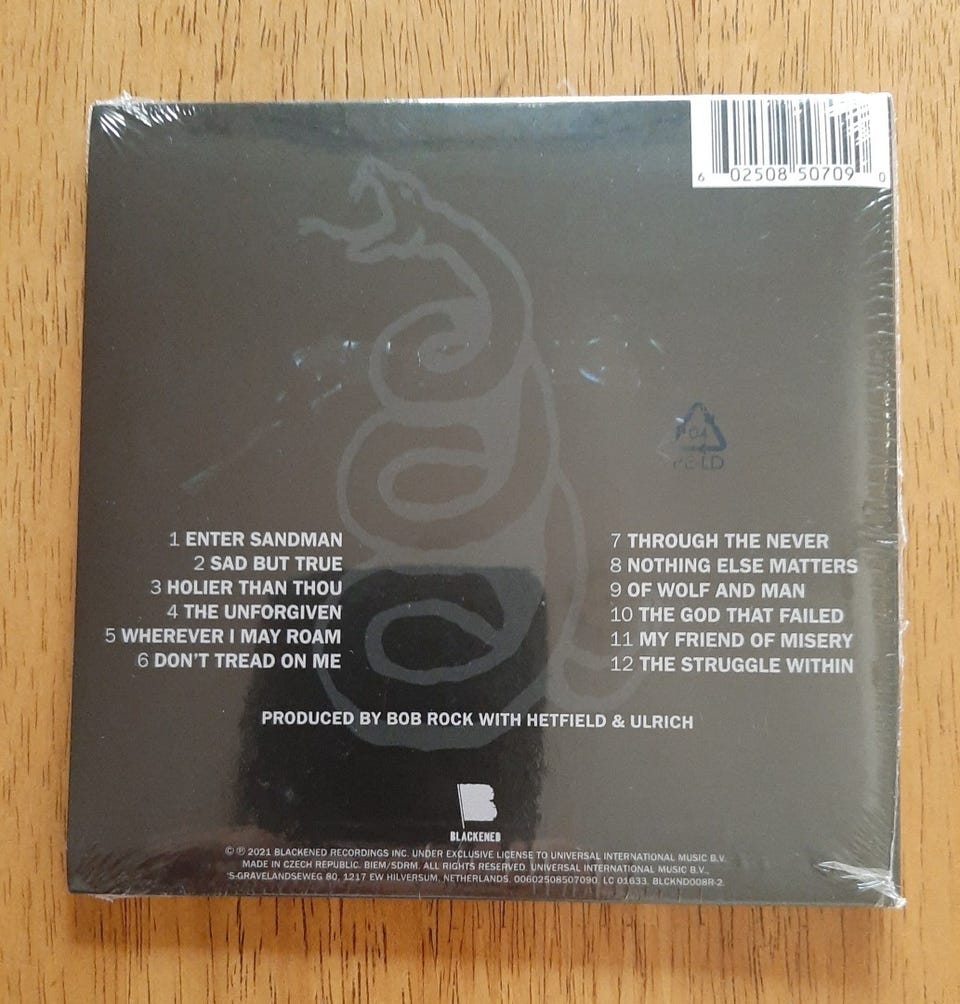 6 02508 50709 0
04
PE-LD
1 ENTER SANDMAN
2 SAD BUT TRUE
3 HOLIER THAN THOU
4 THE UNFORGIVEN
5 WHEREVER I MAY ROAM
6 DON'T TREAD ON ME
7 THROUGH THE NEVER
8 NOTHING ELSE MATTERS
9 OF WOLF AND MAN
10 THE GOD THAT FAILED
11 MY FRIEND OF MISERY
12 THE STRUGGLE WITHIN
PRODUCED BY BOB ROCK WITH HETFIELD & ULRICH
B
BLACKENED
© ℗ 2021 BLACKENED RECORDINGS INC. UNDER EXCLUSIVE LICENSE TO UNIVERSAL INTERNATIONAL MUSIC B.V.
MADE IN CZECH REPUBLIC. BIEM/SDRM. ALL RIGHTS RESERVED. UNIVERSAL INTERNATIONAL MUSIC B.V.,
'S-GRAVELANDSEWEG 80, 1217 EW HILVERSUM, NETHERLANDS. 00602508507090. LC 01633. BLCKND008R-2.